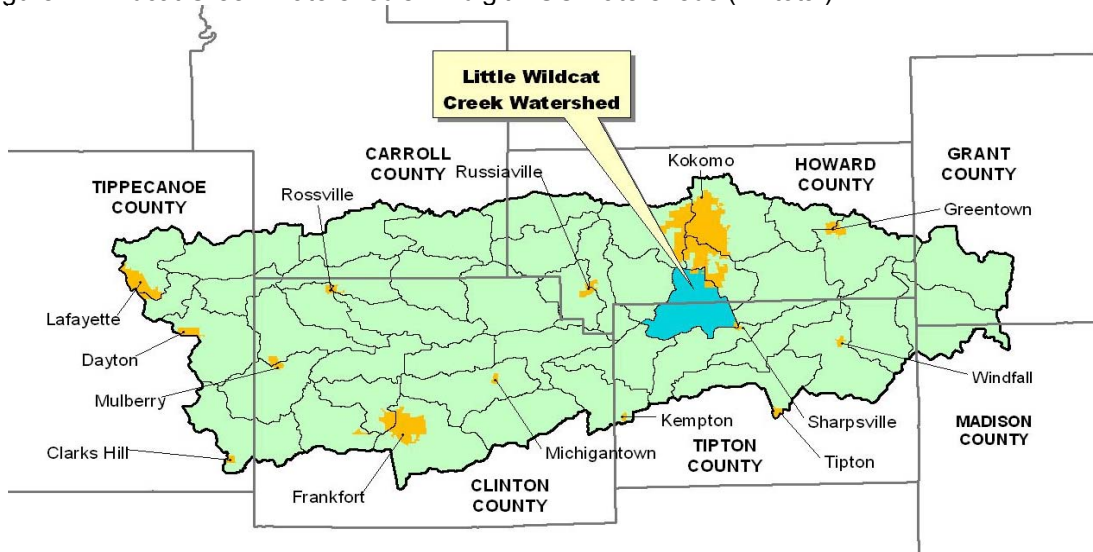 Little Wildcat
Creek Watershed
CARROLL
COUNTY
Russiaville
Kokomo
HOWARD
COUNTY
GRANT
COUNTY
TIPPECANOE
COUNTY
Rossville
Greentown
Lafayette
Dayton
Mulberry
Clarks Hill
Frankfort
Michigantown
CLINTON
COUNTY
Kempton
TIPTON
COUNTY
Sharpsville
Tipton
Windfall
MADISON
COUNTY